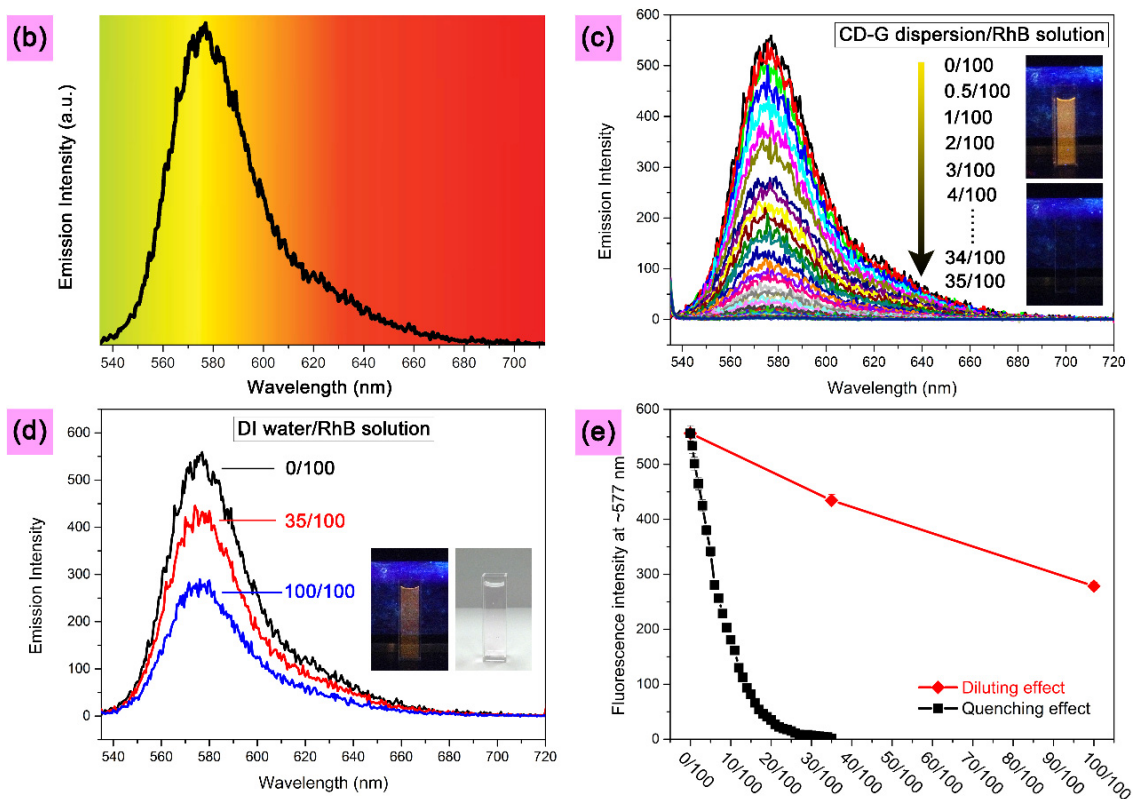 (b)
Emission Intensity (a.u.)
540 560 580 600 620 640 660 680 700
Wavelength (nm)
(c)
CD-G dispersion/RhB solution
0/100
0.5/100
1/100
2/100
3/100
4/100
34/100
35/100
Emission Intensity
600
500
400
300
200
100
0
540 560 580 600 620 640 660 680 700 720
Wavelength (nm)
(d)
DI water/RhB solution
0/100
35/100
100/100
Emission Intensity
600
500
400
300
200
100
0
540 560 580 600 620 640 660 680 700 720
Wavelength (nm)
(e)
Fluorescence intensity at ~577 nm
600
500
400
300
200
100
0
Diluting effect
Quenching effect
0/100 10/100 20/100 30/100 40/100 50/100 60/100 70/100 80/100 90/100 100/100